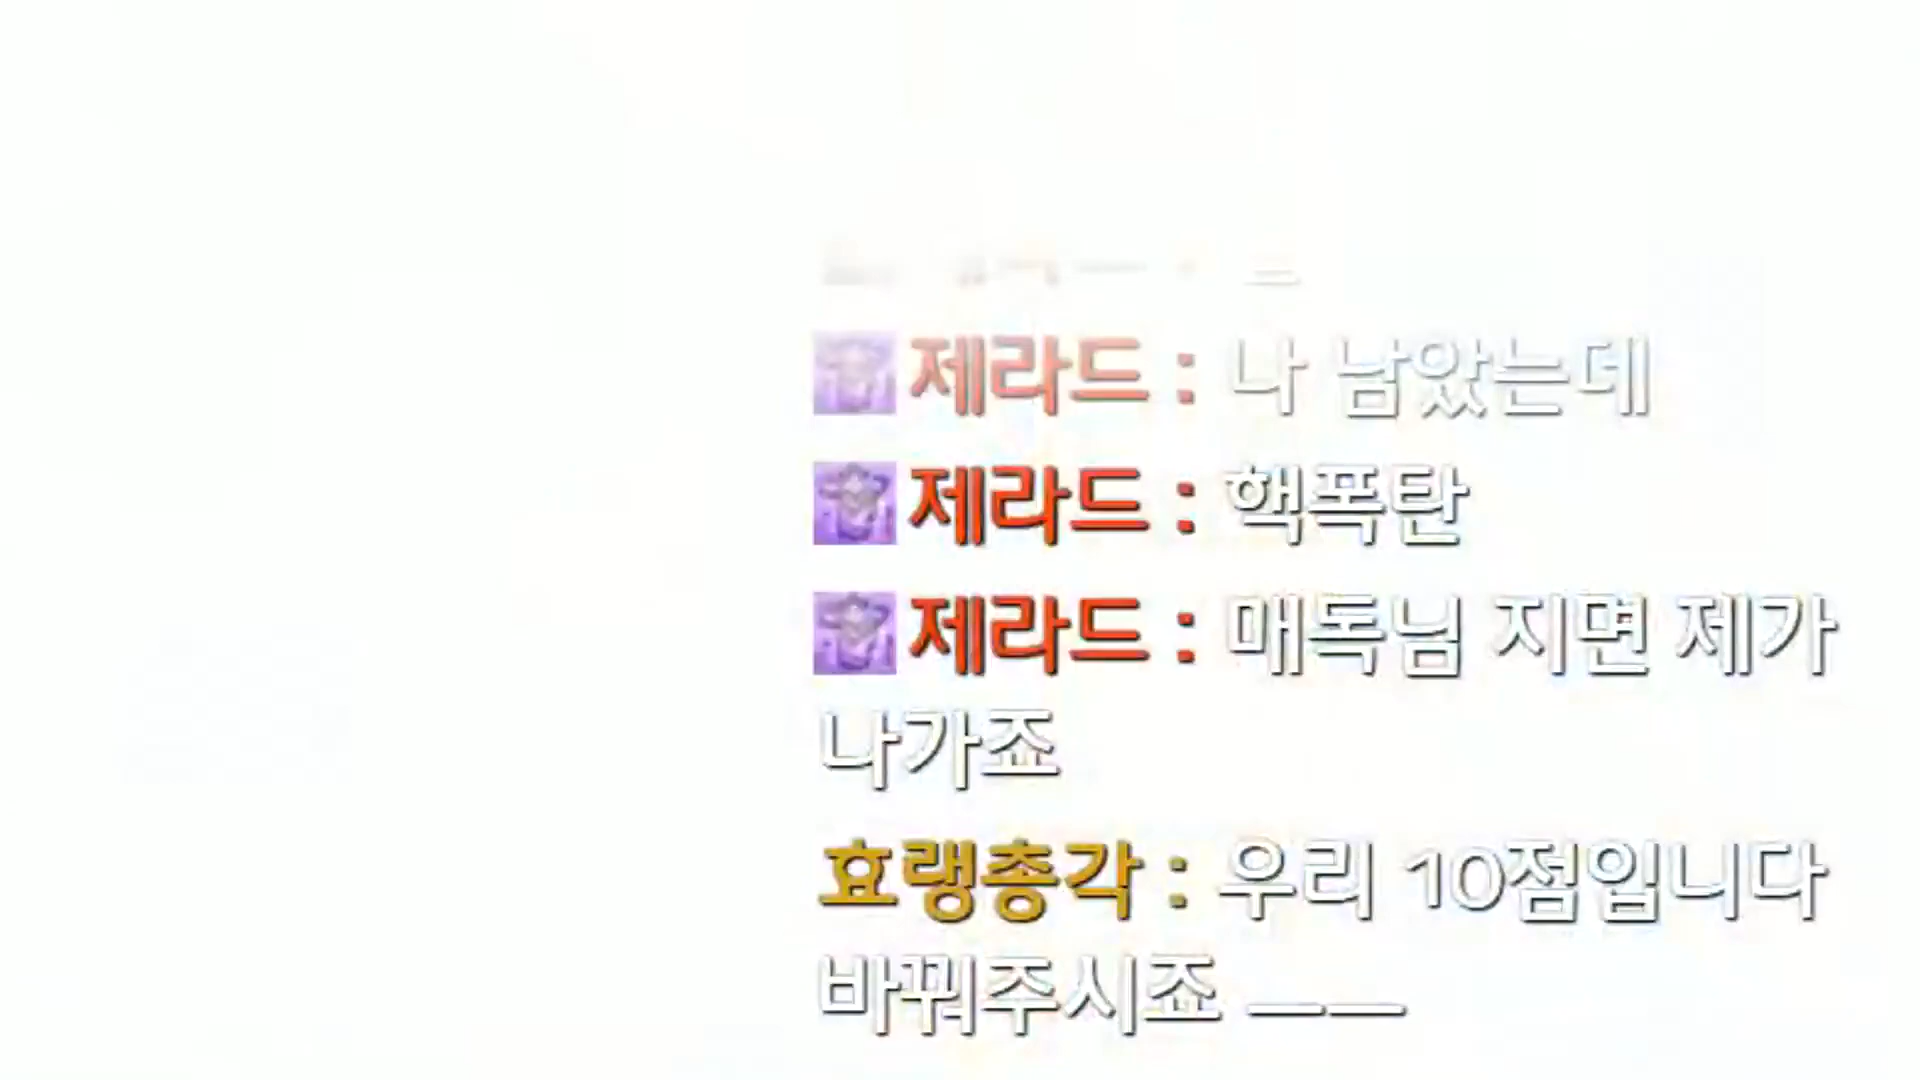 제라드 : 나 남았는데
제라드 : 핵폭탄
제라드 : 매독님 지면 제가
나가죠
효랭총각 : 우리 10점입니다
바꿔주시죠 ㅡㅡ